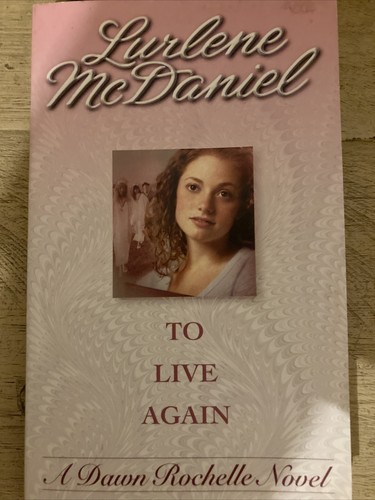 Lurlene
McDaniel
TO
LIVE
AGAIN
A Dawn Rochelle Novel